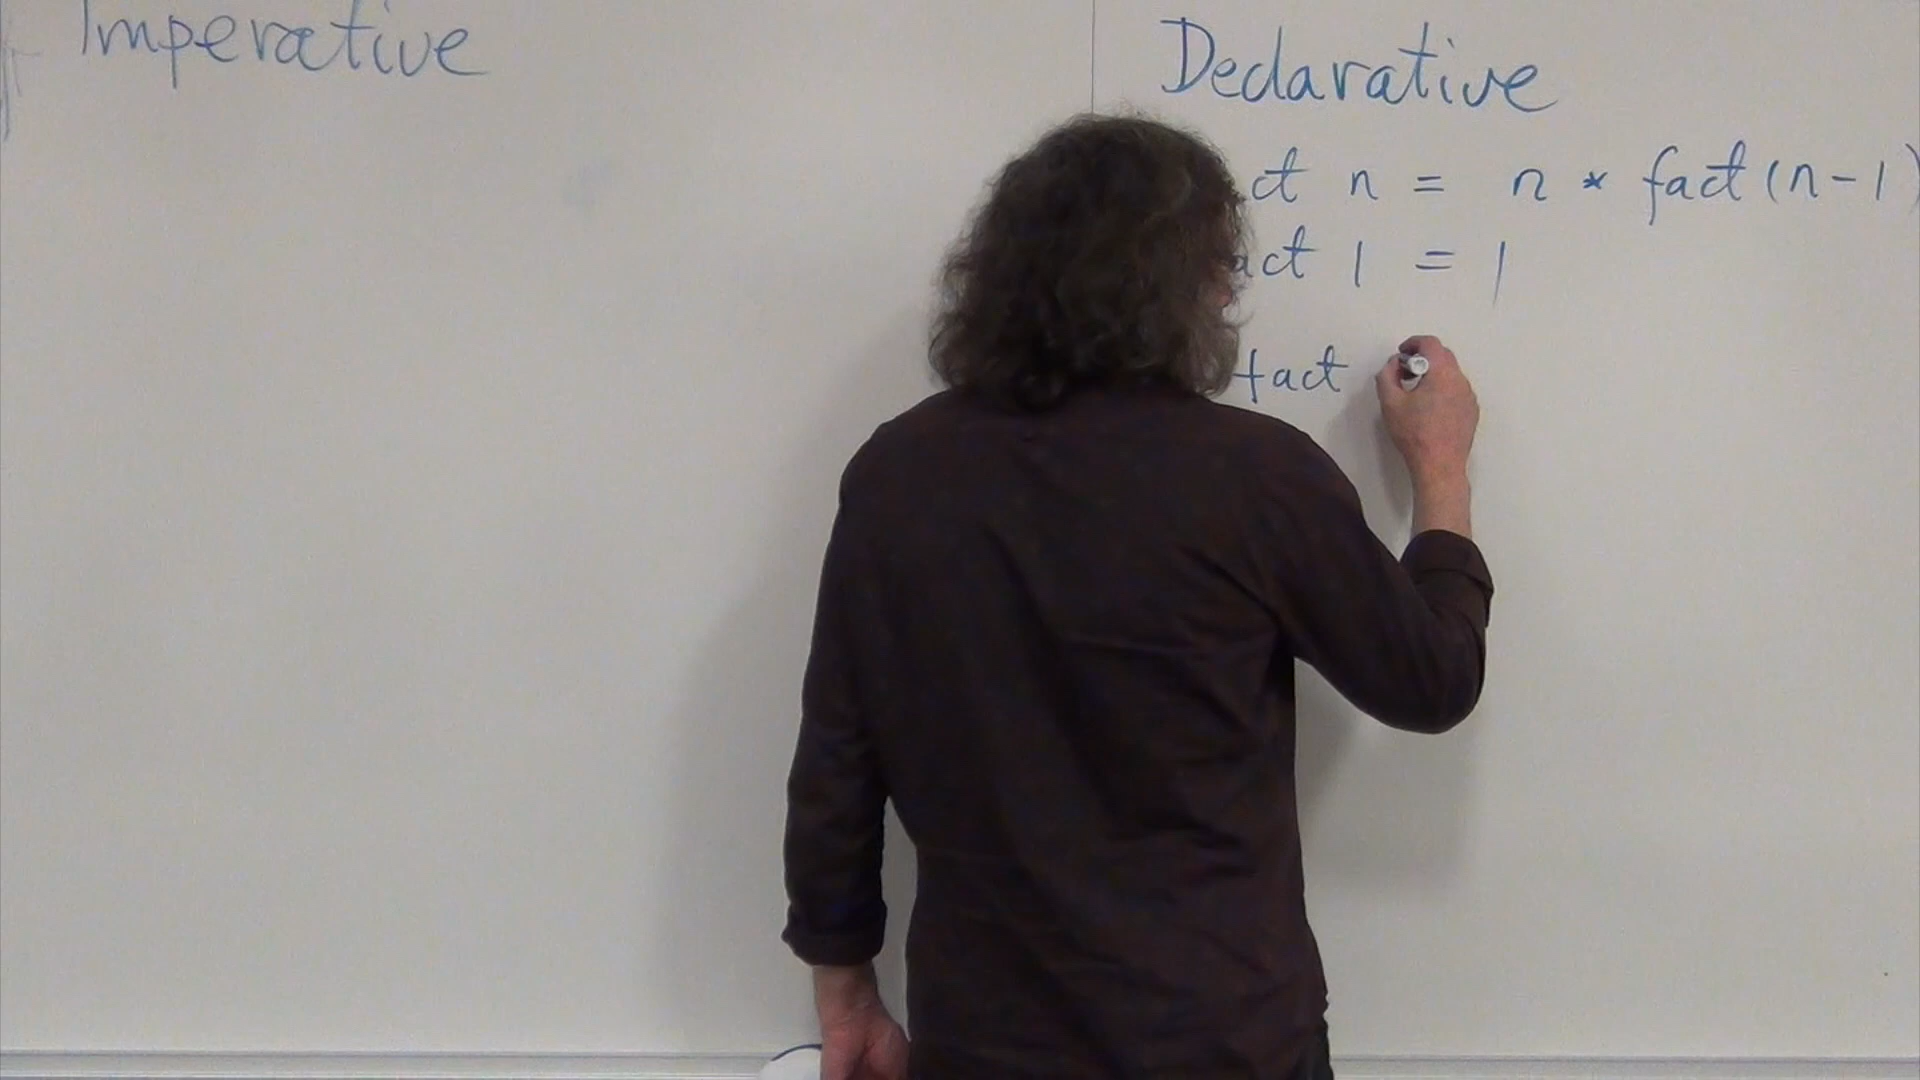 Imperative
Declarative
ct n = n * fact (n-1)
act 1 = 1
fact